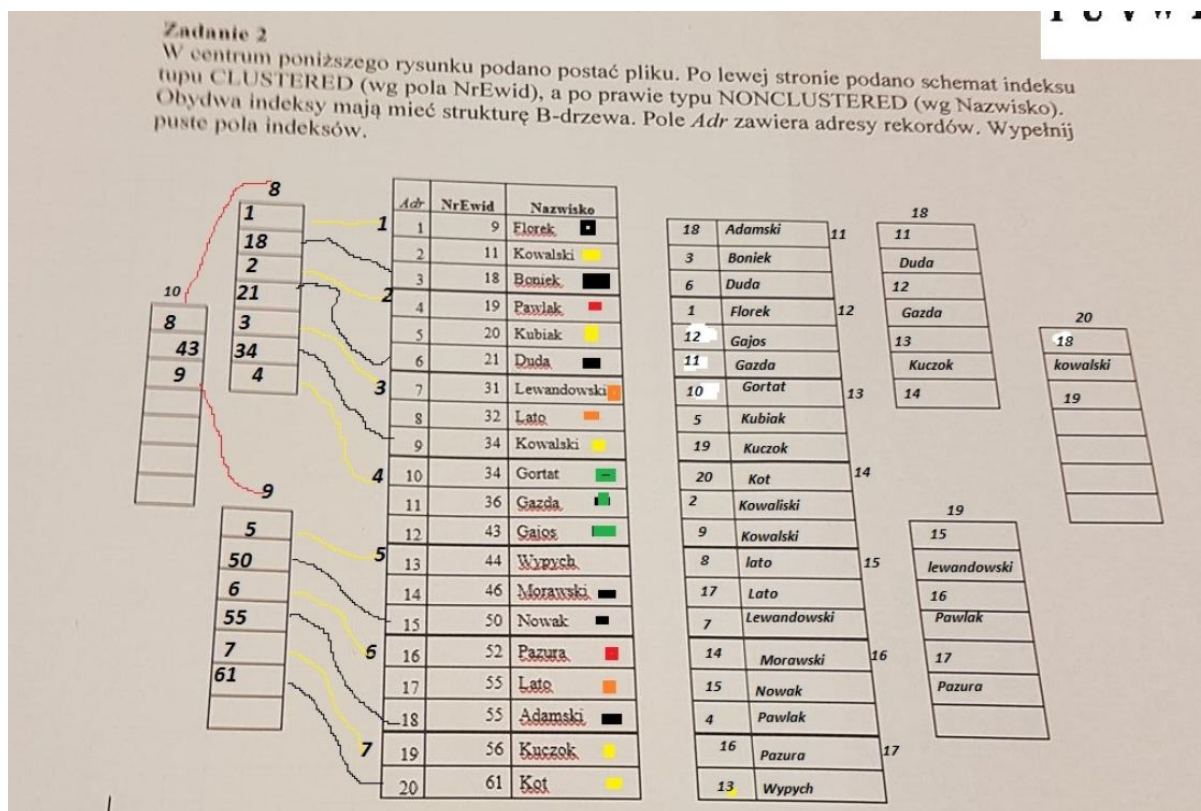 T U V W
Zadanie 2
W centrum poniższego rysunku podano postać pliku. Po lewej stronie podano schemat indeksu
tupu CLUSTERED (wg pola NrEwid), a po prawie typu NONCLUSTERED (wg Nazwisko).
Obydwa indeksy mają mieć strukturę B-drzewa. Pole Adr zawiera adresy rekordów. Wypełnij
puste pola indeksów.
10
8
43
9
8
1
18
2
21
3
34
4
9
5
50
6
55
7
61
1
2
3
4
5
6
7
Adr NrEwid Nazwisko
1 9 Florek
2 11 Kowalski
3 18 Boniek
4 19 Pawlak
5 20 Kubiak
6 21 Duda
7 31 Lewandowski
8 32 Lato
9 34 Kowalski
10 34 Gortat
11 36 Gazda
12 43 Gajos
13 44 Wypych
14 46 Morawski
15 50 Nowak
16 52 Pazura
17 55 Lato
18 55 Adamski
19 56 Kuczok
20 61 Kot
18 Adamski 11
3 Boniek
6 Duda
1 Florek 12
12 Gajos
11 Gazda
10 Gortat 13
5 Kubiak
19 Kuczok
20 Kot 14
2 Kowaliski
9 Kowalski
8 lato 15
17 Lato
7 Lewandowski
14 Morawski 16
15 Nowak
4 Pawlak
16 Pazura 17
13 Wypych
18
11
Duda
12
Gazda
13
Kuczok
14
19
15
lewandowski
16
Pawlak
17
Pazura
20
18
kowalski
19